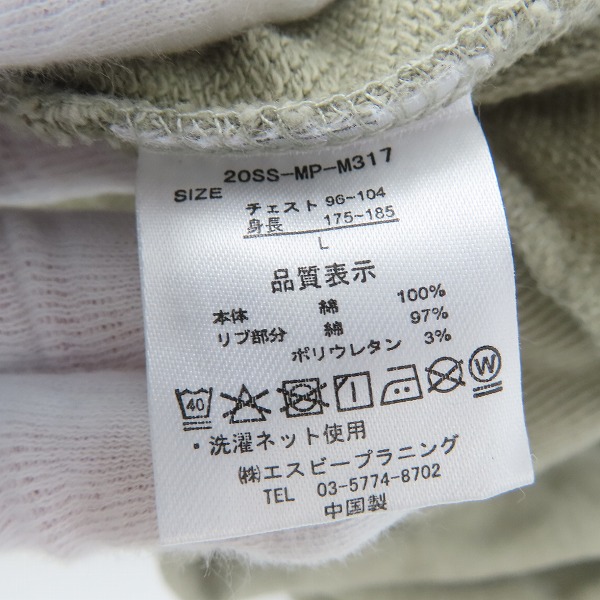 20SS-MP-M317
SIZE
チェスト 96~104
身長 175~185
L
品質表示
本体 綿 100%
リブ部分 綿 97%
ポリウレタン 3%
40 W
・洗濯ネット使用
㈱エスビープラニング
TEL 03-5774-8702
中国製